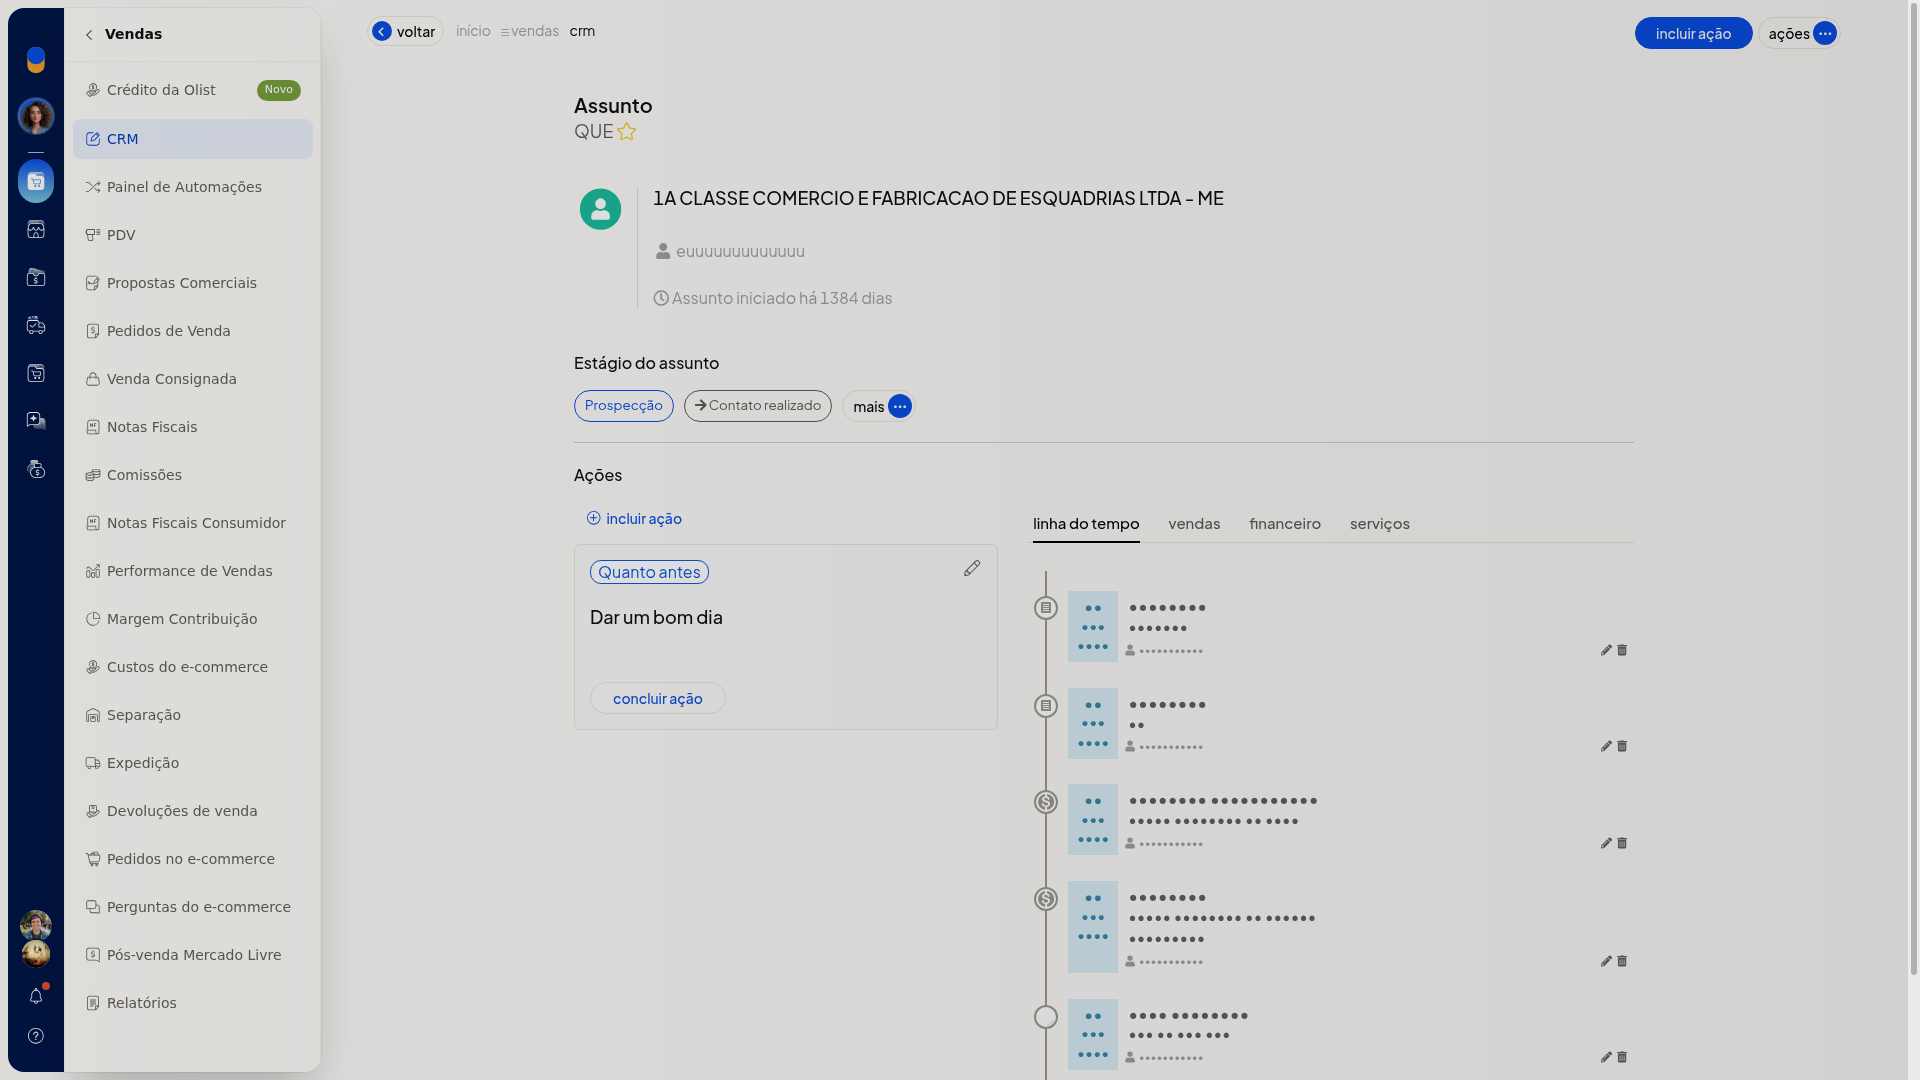 Vendas
Crédito da Olist
Novo
CRM
Painel de Automações
PDV
Propostas Comerciais
Pedidos de Venda
Venda Consignada
Notas Fiscais
Comissões
Notas Fiscais Consumidor
Performance de Vendas
Margem Contribuição
Custos do e-commerce
Separação
Expedição
Devoluções de venda
Pedidos no e-commerce
Perguntas do e-commerce
Pós-venda Mercado Livre
Relatórios
voltar início vendas crm
incluir ação ações
Assunto
QUE
1A CLASSE COMERCIO E FABRICACAO DE ESQUADRIAS LTDA - ME
euuuuuuuuuuuuu
Assunto iniciado há 1384 dias
Estágio do assunto
Prospecção Contato realizado mais
Ações
incluir ação
Quanto antes
Dar um bom dia
concluir ação
linha do tempo vendas financeiro serviços